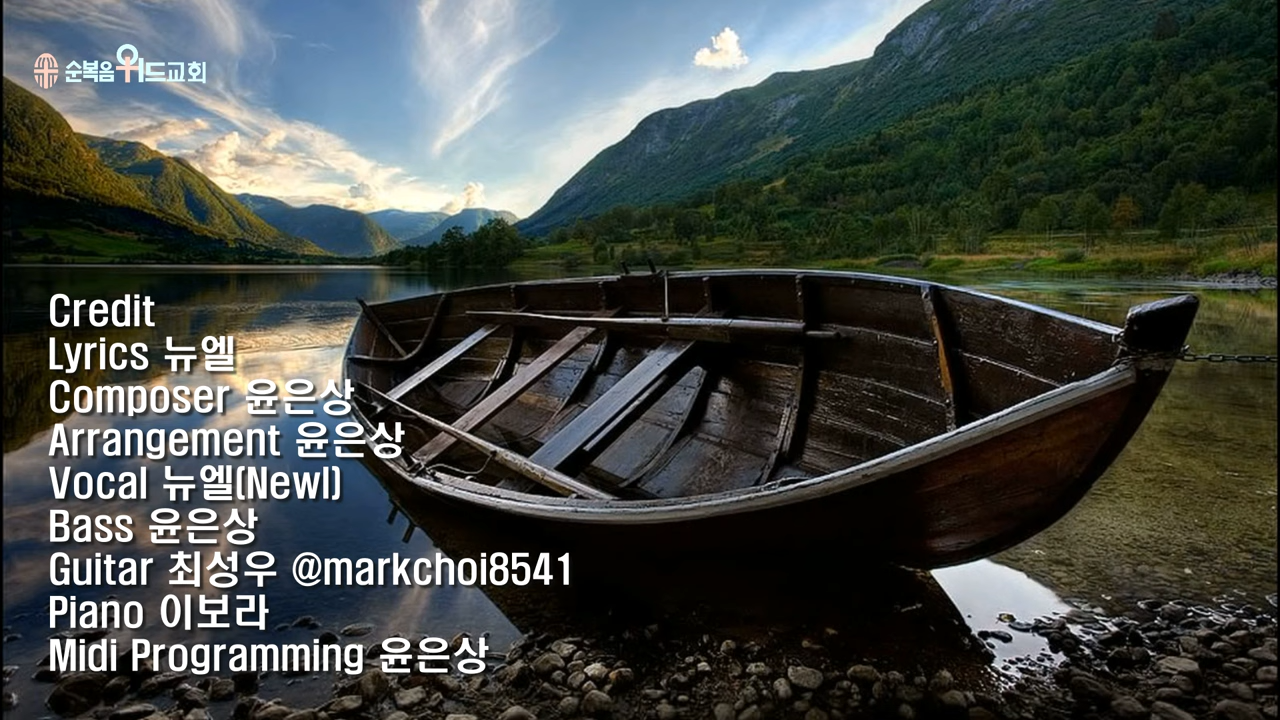 순복음위드교회
Credit
Lyrics 뉴엘
Composer 윤은상
Arrangement 윤은상
Vocal 뉴엘(Newl)
Bass 윤은상
Guitar 최성우 @markchoi8541
Piano 이보라
Midi Programming 윤은상